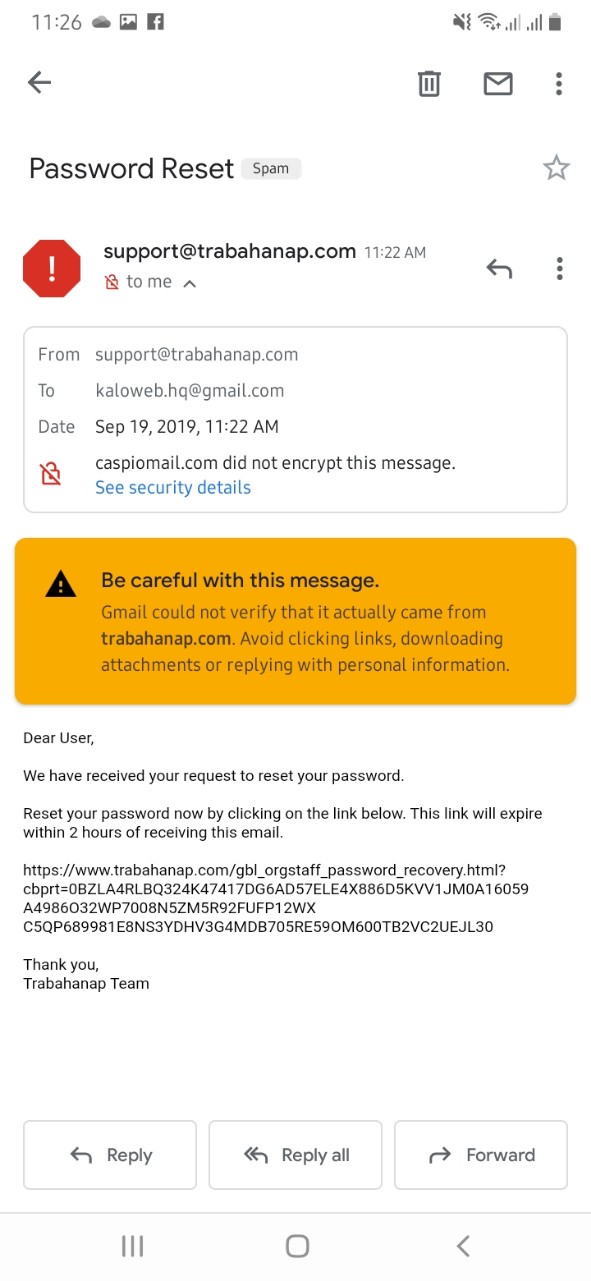 11:26
Password Reset Spam
support@trabahanap.com 11:22 AM
to me
From support@trabahanap.com
To kaloweb.hq@gmail.com
Date Sep 19, 2019, 11:22 AM
caspiomail.com did not encrypt this message.
See security details
Be careful with this message.
Gmail could not verify that it actually came from
trabahanap.com. Avoid clicking links, downloading
attachments or replying with personal information.
Dear User,
We have received your request to reset your password.
Reset your password now by clicking on the link below. This link will expire
within 2 hours of receiving this email.
https://www.trabahanap.com/gbl_orgstaff_password_recovery.html?
cbprt=0BZLA4RLBQ324K47417DG6AD57ELE4X886D5KVV1JM0A16059
A4986O32WP7008N5ZM5R92FUFP12WX
C5QP689981E8NS3YDHV3G4MDB705RE59OM600TB2VC2UEJL30
Thank you,
Trabahanap Team
Reply
Reply all
Forward